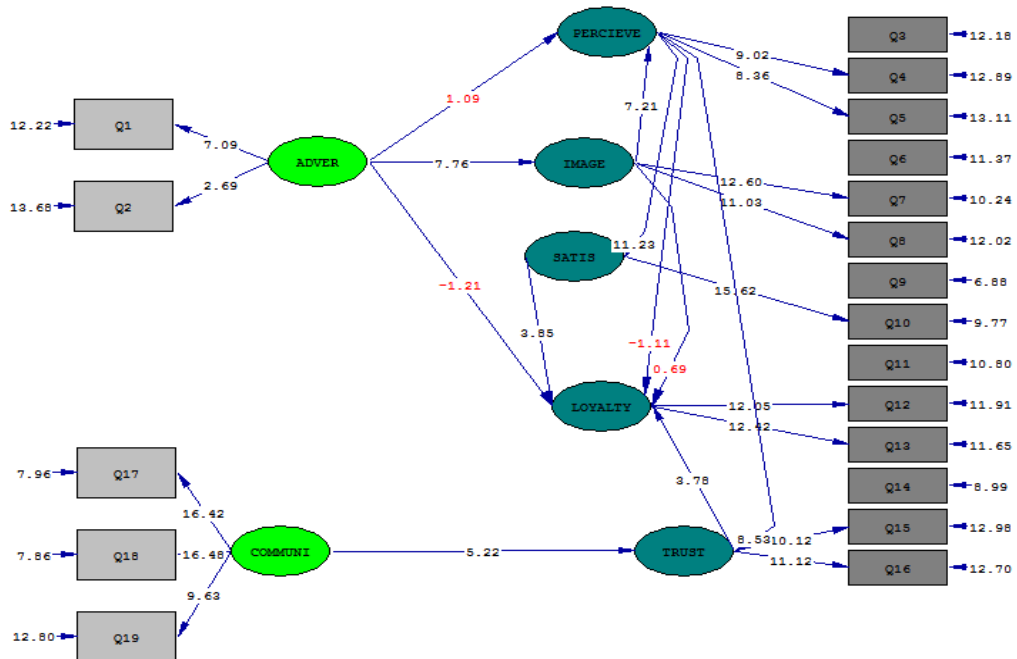 PERCIEVE
Q3
12.18
9.02
Q4
12.89
8.36
1.09
7.21
Q5
13.11
12.22
Q1
7.09
ADVER
7.76
IMAGE
Q6
11.37
12.60
Q7
10.24
2.69
13.68
Q2
11.03
Q8
12.02
11.23
SATIS
Q9
6.88
-1.21
15.62
Q10
9.77
3.85
-1.11
0.69
Q11
10.80
LOYALTY
12.05
Q12
11.91
12.42
Q13
11.65
7.96
Q17
3.78
Q14
8.99
16.42
Q15
12.98
8.53
10.12
7.86
Q18
16.48
COMMUNI
5.22
TRUST
11.12
Q16
12.70
9.63
12.80
Q19